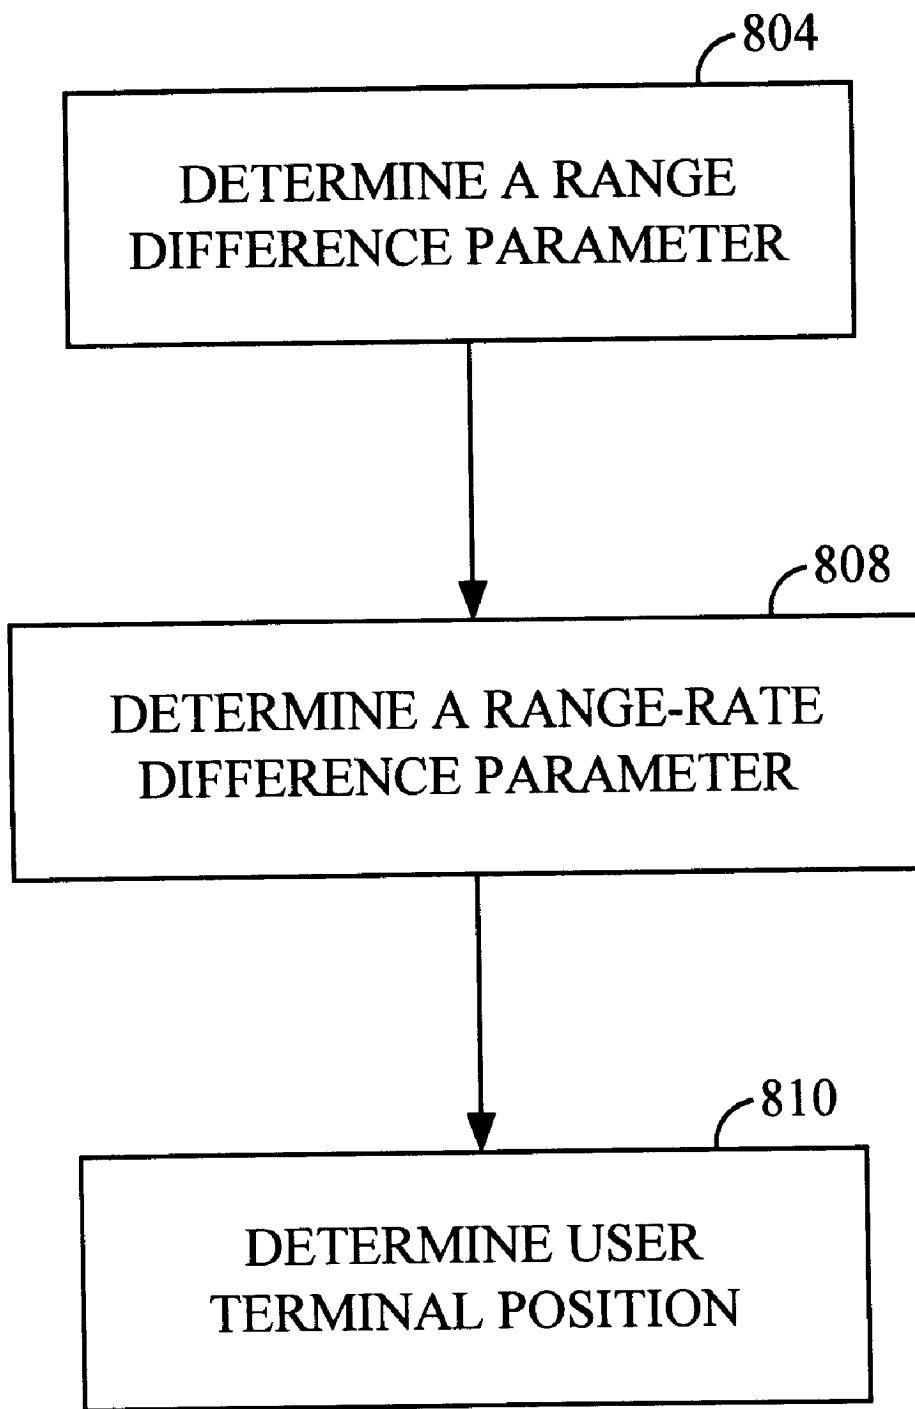 804
DETERMINE A RANGE
DIFFERENCE PARAMETER
808
DETERMINE A RANGE-RATE
DIFFERENCE PARAMETER
810
DETERMINE USER
TERMINAL POSITION